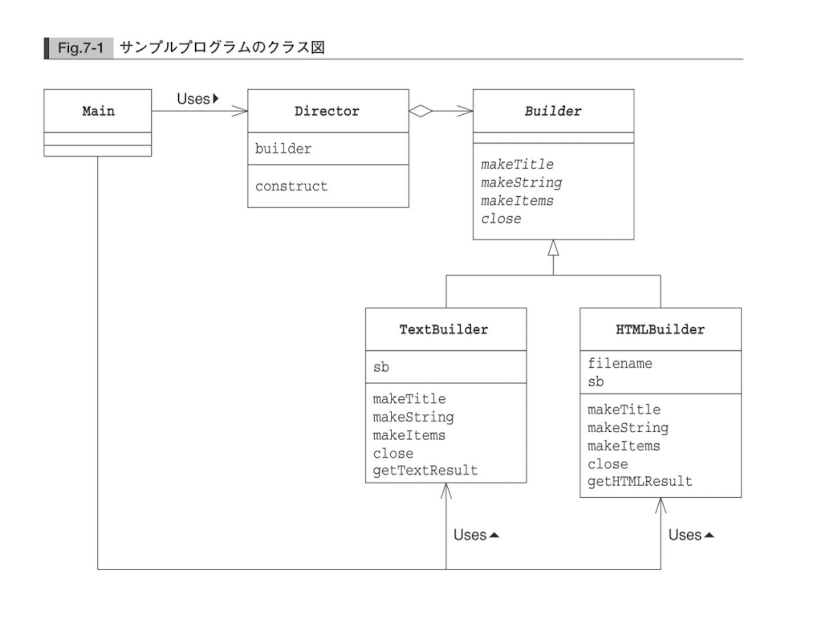 Fig.7-1 サンプルプログラムのクラス図
Main
Uses
Director
builder
construct
Builder
makeTitle
makeString
makeItems
close
TextBuilder
sb
makeTitle
makeString
makeItems
close
getTextResult
HTMLBuilder
filename
sb
makeTitle
makeString
makeItems
close
getHTMLResult
Uses
Uses